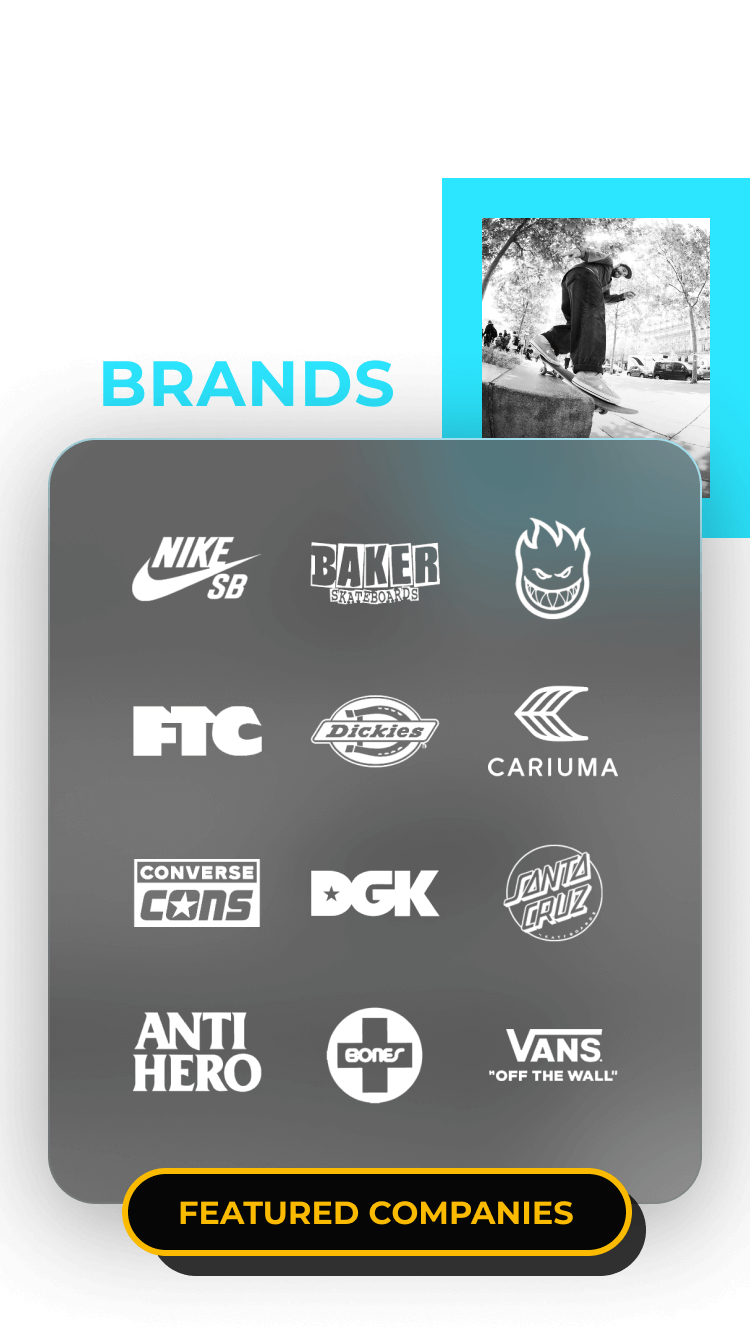 BRANDS
NIKE
SB
BAKER
SKATEBOARDS
FTC
Dickies
CARIUMA
CONVERSE
CONS
DGK
SANTA
CRUZ
SKATEBOARDS
ANTI
HERO
BONES
VANS
"OFF THE WALL"
FEATURED COMPANIES